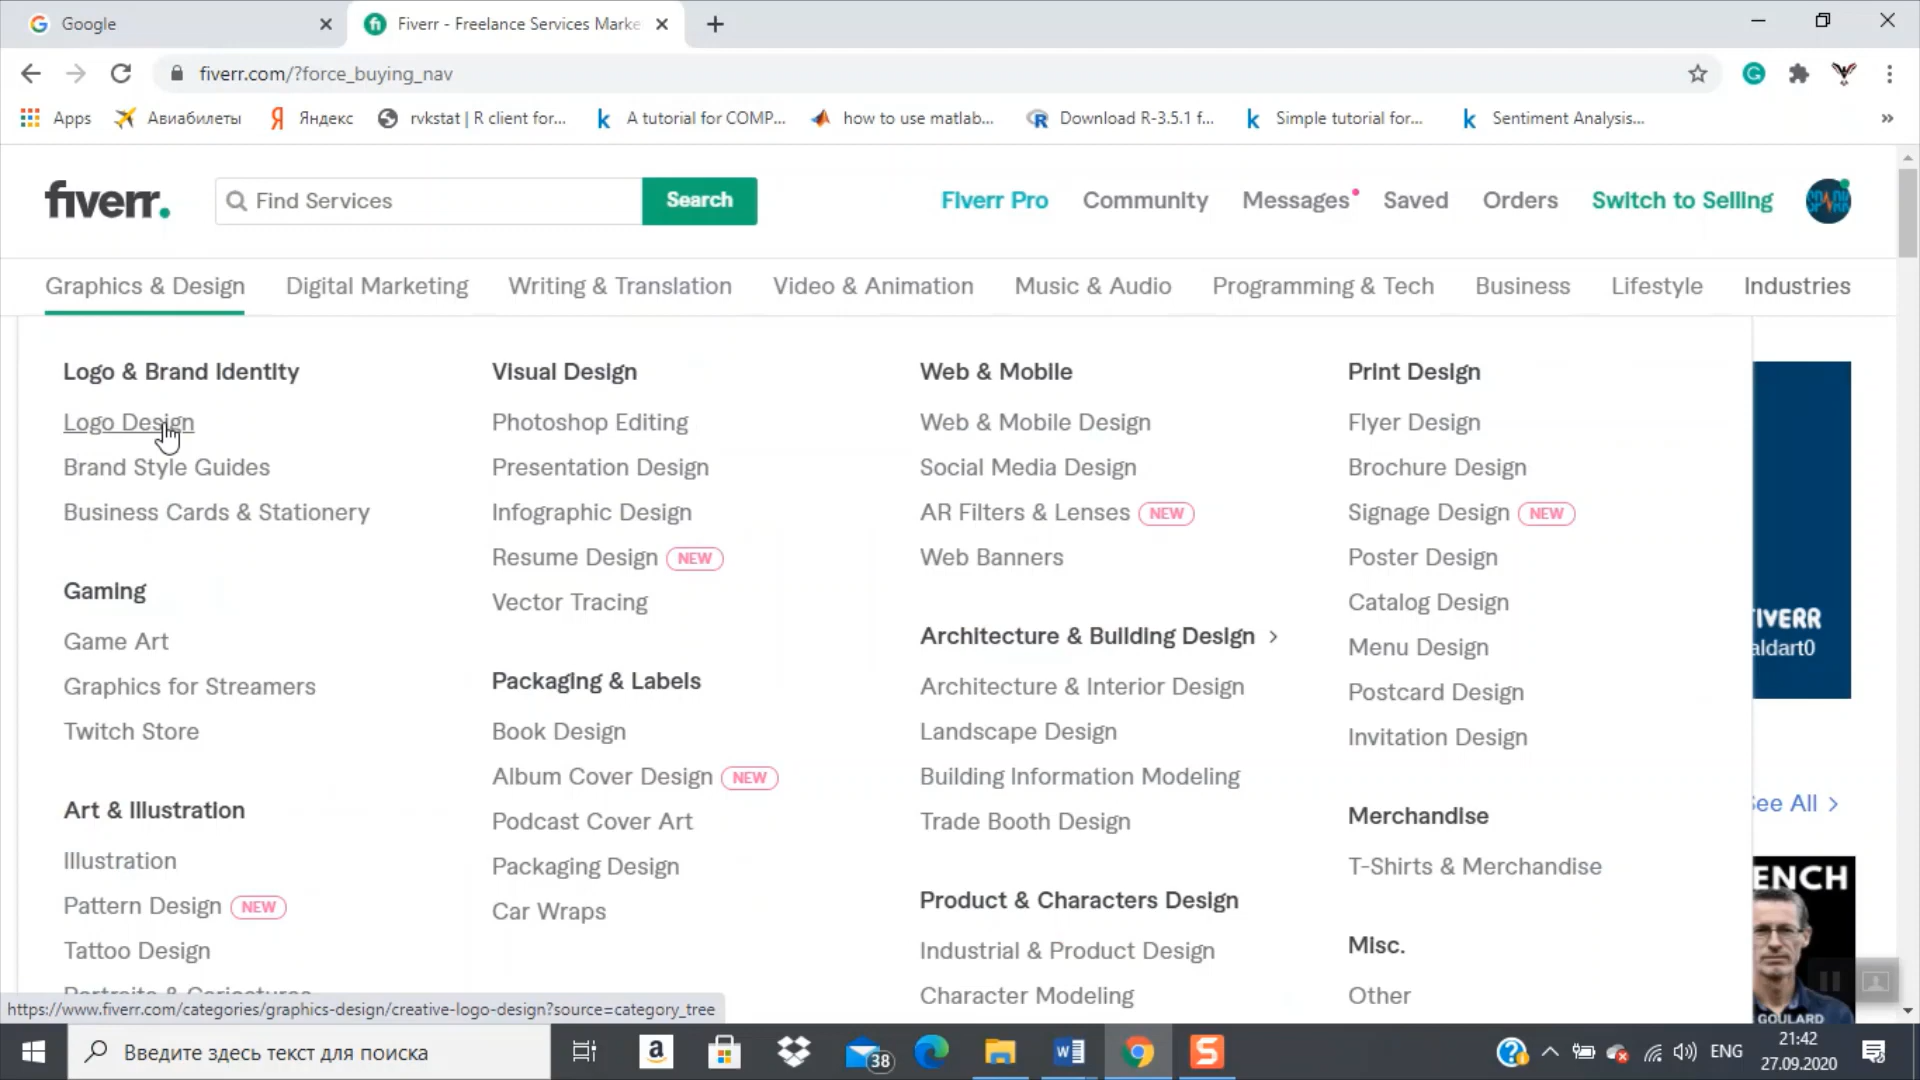 Google
Fiverr - Freelance Services Marke
fiverr.com/?force_buying_nav
Apps
Авиабилеты
Яндекс
rvkstat | R client for...
A tutorial for COMP...
how to use matlab...
Download R-3.5.1 f...
Simple tutorial for...
Sentiment Analysis...
fiverr.
Find Services
Search
Fiverr Pro
Community
Messages
Saved
Orders
Switch to Selling
Graphics & Design
Digital Marketing
Writing & Translation
Video & Animation
Music & Audio
Programming & Tech
Business
Lifestyle
Industries
Logo & Brand Identity
Logo Design
Brand Style Guides
Business Cards & Stationery
Gaming
Game Art
Graphics for Streamers
Twitch Store
Art & Illustration
Illustration
Pattern Design NEW
Tattoo Design
Portraits & Caricatures
Visual Design
Photoshop Editing
Presentation Design
Infographic Design
Resume Design NEW
Vector Tracing
Packaging & Labels
Book Design
Album Cover Design NEW
Podcast Cover Art
Packaging Design
Car Wraps
Web & Mobile
Web & Mobile Design
Social Media Design
AR Filters & Lenses NEW
Web Banners
Architecture & Building Design
Architecture & Interior Design
Landscape Design
Building Information Modeling
Trade Booth Design
Product & Characters Design
Industrial & Product Design
Character Modeling
Print Design
Flyer Design
Brochure Design
Signage Design NEW
Poster Design
Catalog Design
Menu Design
Postcard Design
Invitation Design
Merchandise
T-Shirts & Merchandise
Misc.
Other
IVERR
aldart0
See All
ENCH
GOULARD
https://www.fiverr.com/categories/graphics-design/creative-logo-design?source=category_tree
Введите здесь текст для поиска
38
ENG
21:42
27.09.2020